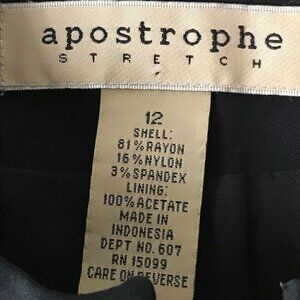 apostrophe
STRETCH
12
SHELL:
81%RAYON
16%NYLON
3%SPANDEX
LINING:
100%ACETATE
MADE IN
INDONESIA
DEPT NO. 607
RN 15099
CARE ON REVERSE